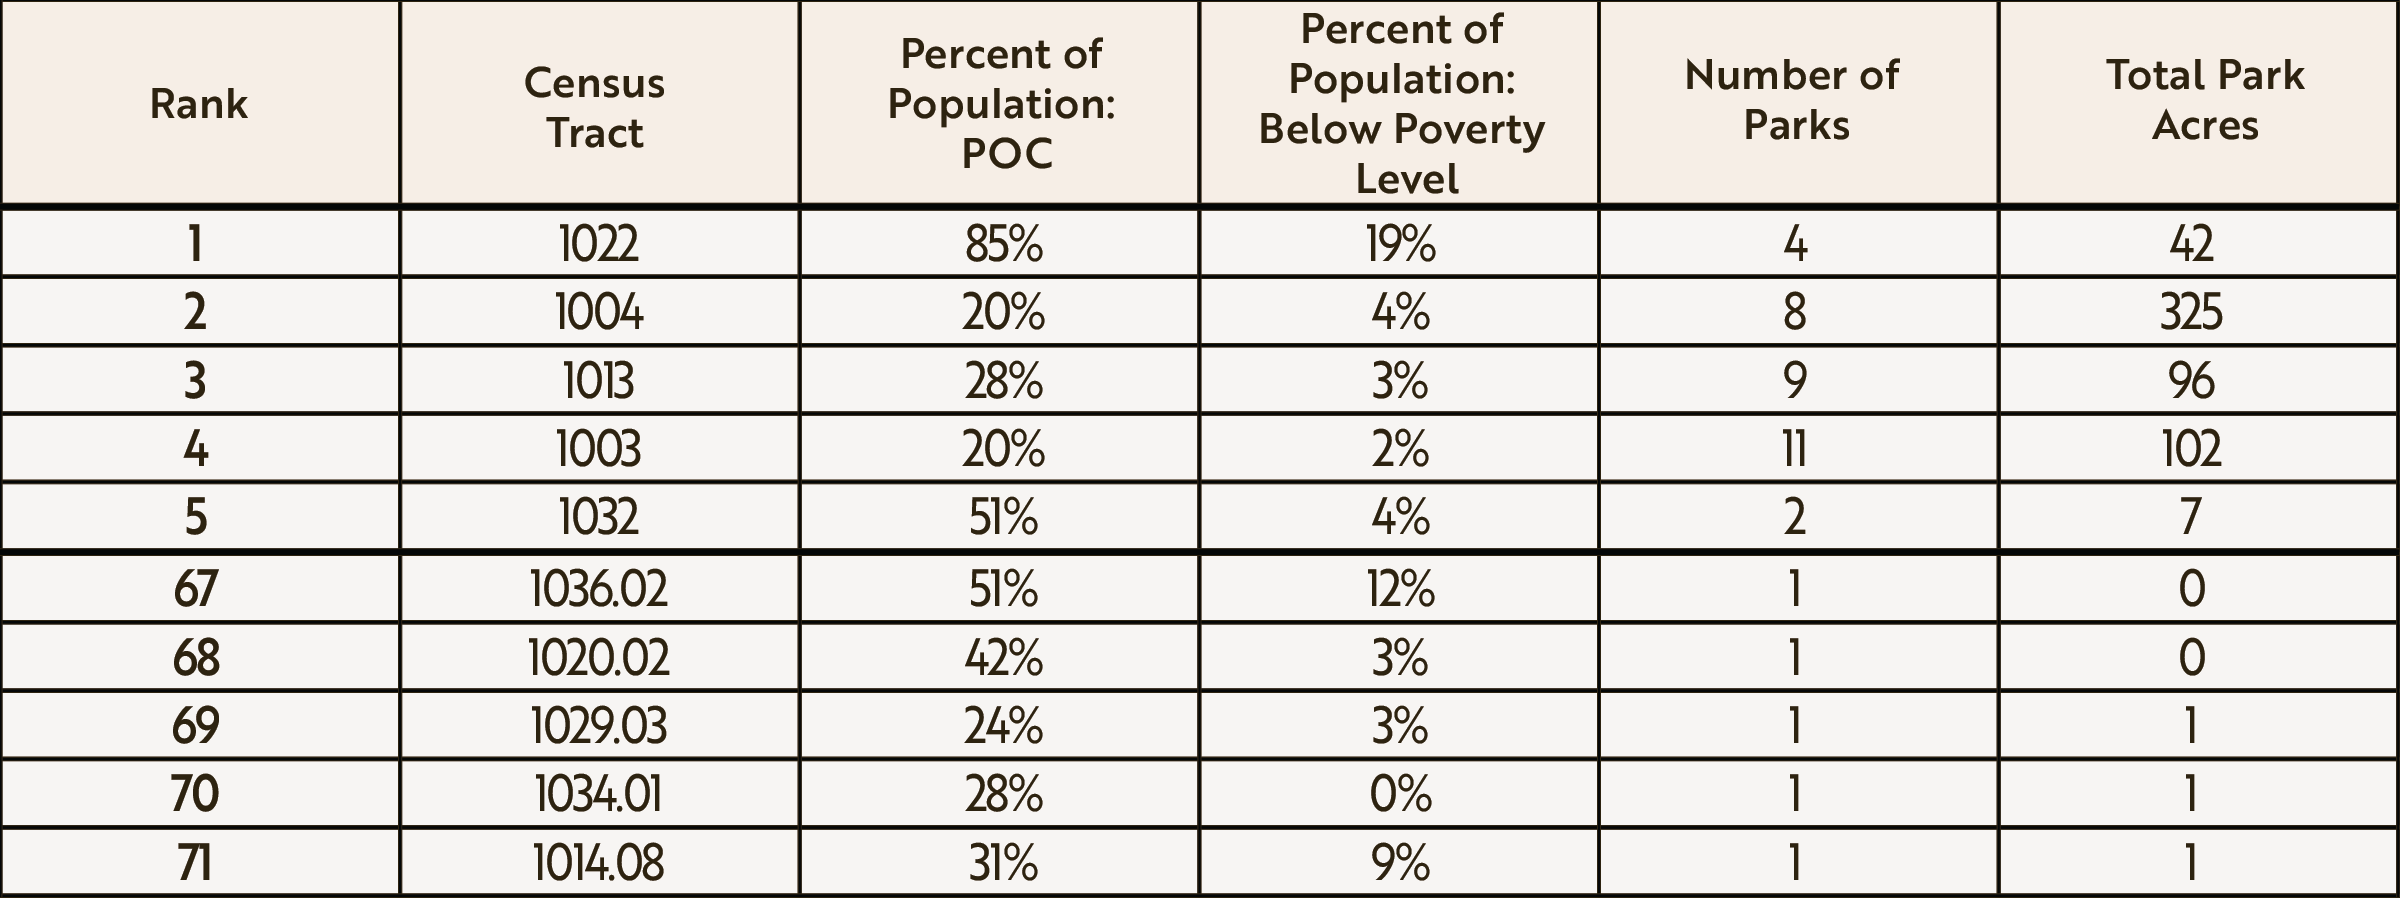 Rank Census Tract Percent of Population: POC Percent of Population: Below Poverty Level Number of Parks Total Park Acres
1 1022 85% 19% 4 42
2 1004 20% 4% 8 325
3 1013 28% 3% 9 96
4 1003 20% 2% 11 102
5 1032 51% 4% 2 7
67 1036.02 51% 12% 1 0
68 1020.02 42% 3% 1 0
69 1029.03 24% 3% 1 1
70 1034.01 28% 0% 1 1
71 1014.08 31% 9% 1 1